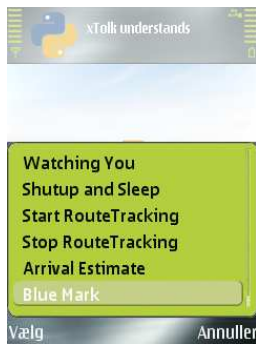 xTolk understands
Watching You
Shutup and Sleep
Start RouteTracking
Stop RouteTracking
Arrival Estimate
Blue Mark
Vælg
Annuller